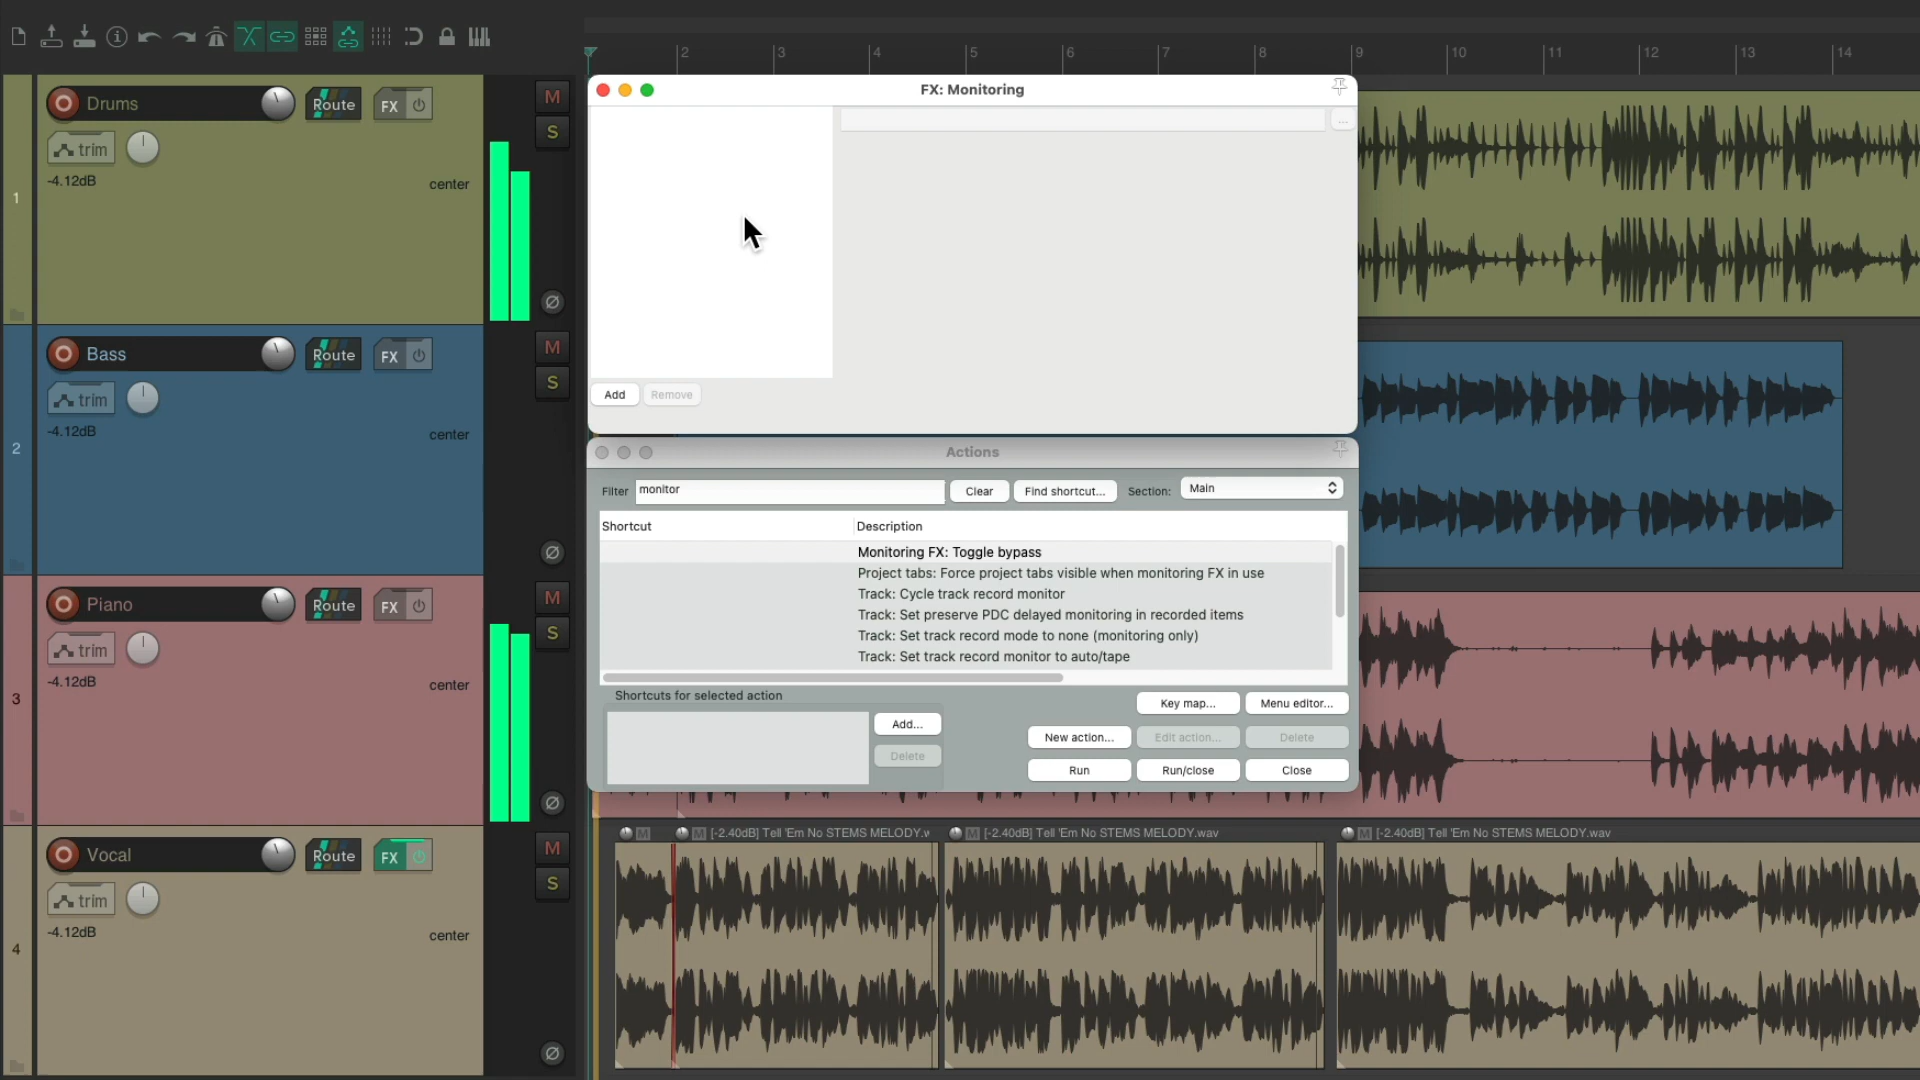 2 3 4 5 6 7 8 9 10 11 12 13 14
1
Drums
Route
FX
M
S
trim
-4.12dB
center
Ø
2
Bass
Route
FX
M
S
trim
-4.12dB
center
Ø
3
Piano
Route
FX
M
S
trim
-4.12dB
center
Ø
4
Vocal
Route
FX
M
S
trim
-4.12dB
center
Ø
FX: Monitoring
...
Add
Remove
Actions
Filter
monitor
Clear
Find shortcut...
Section:
Main
Shortcut
Description
Monitoring FX: Toggle bypass
Project tabs: Force project tabs visible when monitoring FX in use
Track: Cycle track record monitor
Track: Set preserve PDC delayed monitoring in recorded items
Track: Set track record mode to none (monitoring only)
Track: Set track record monitor to auto/tape
Shortcuts for selected action
Add...
Delete
Key map...
Menu editor...
New action...
Edit action...
Delete
Run
Run/close
Close
M
M [-2.40dB] Tell 'Em No STEMS MELODY.w
M [-2.40dB] Tell 'Em No STEMS MELODY.wav
M [-2.40dB] Tell 'Em No STEMS MELODY.wav